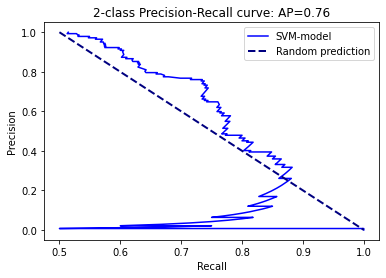 2-class Precision-Recall curve: AP=0.76
SVM-model
Random prediction
Precision
1.0
0.8
0.6
0.4
0.2
0.0
0.5 0.6 0.7 0.8 0.9 1.0
Recall